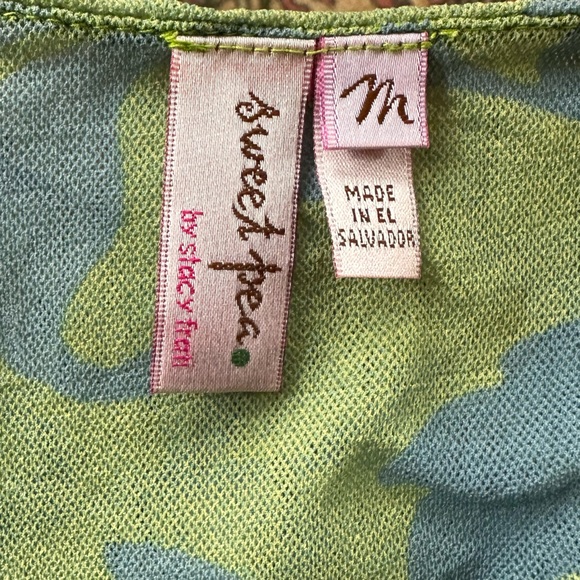 sweet pea.
by stacy frati
M
MADE
IN EL
SALVADOR